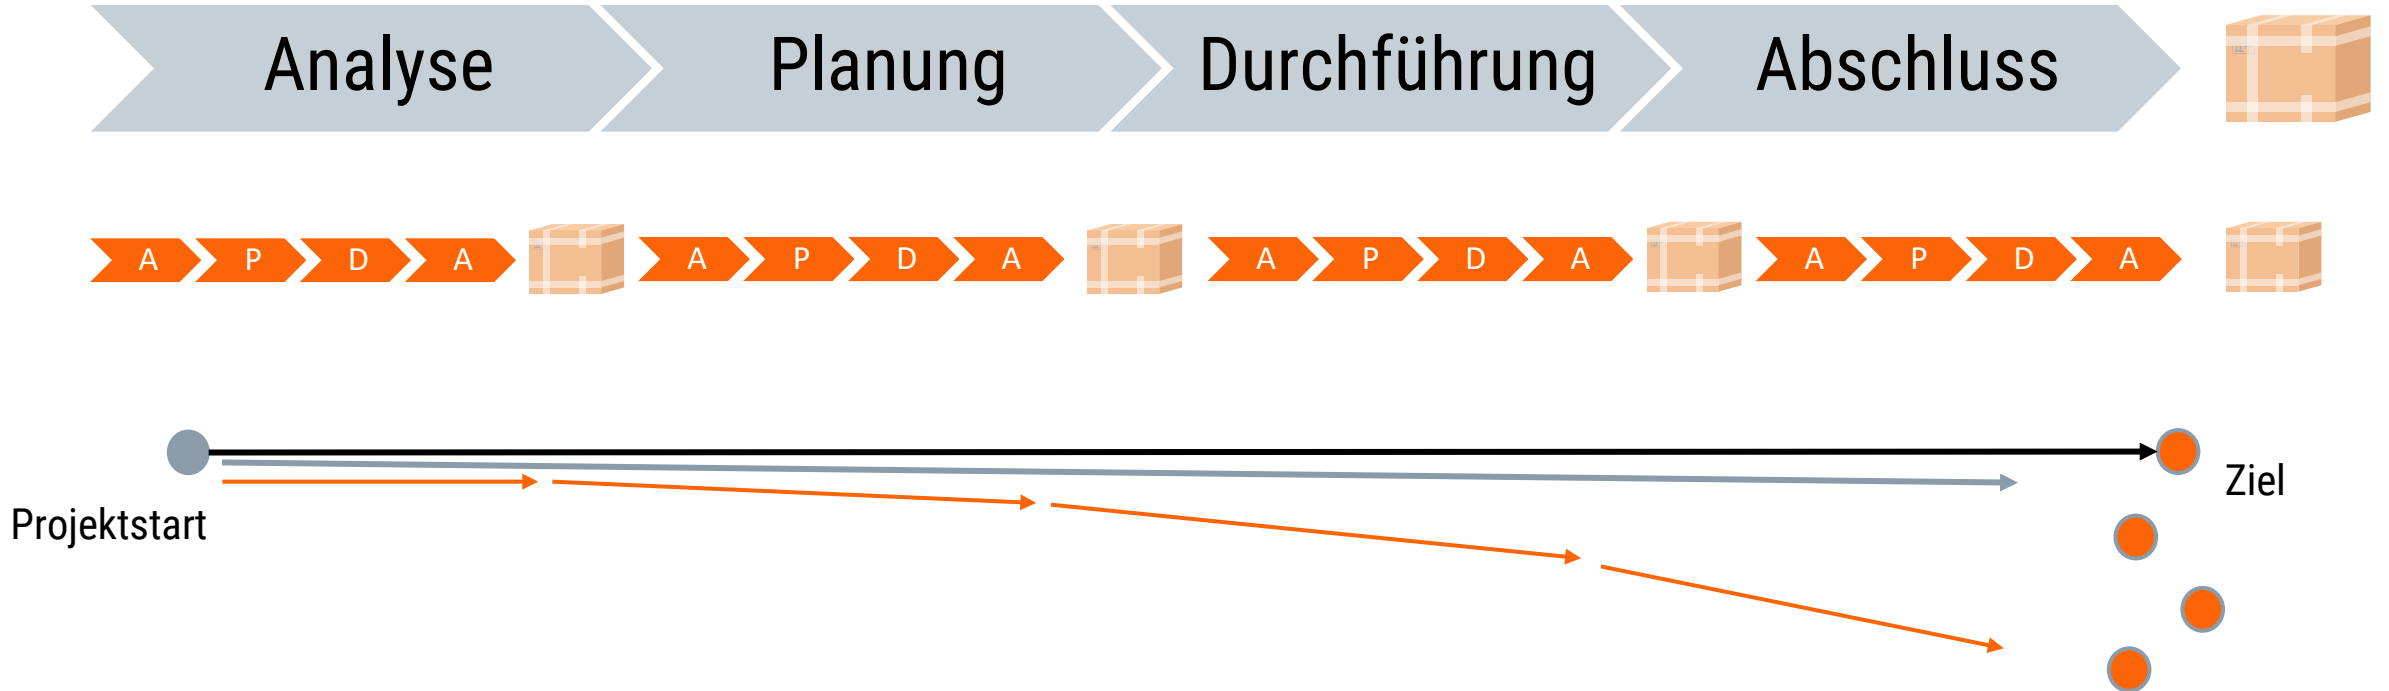 Analyse Planung Durchführung Abschluss
A P D A A P D A A P D A A P D A
Ziel
Projektstart